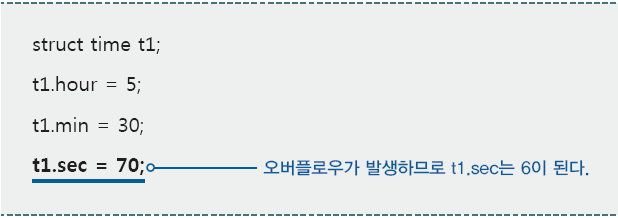 struct time t1;
t1.hour = 5;
t1.min = 30;
t1.sec = 70; 오버플로우가 발생하므로 t1.sec는 6이 된다.